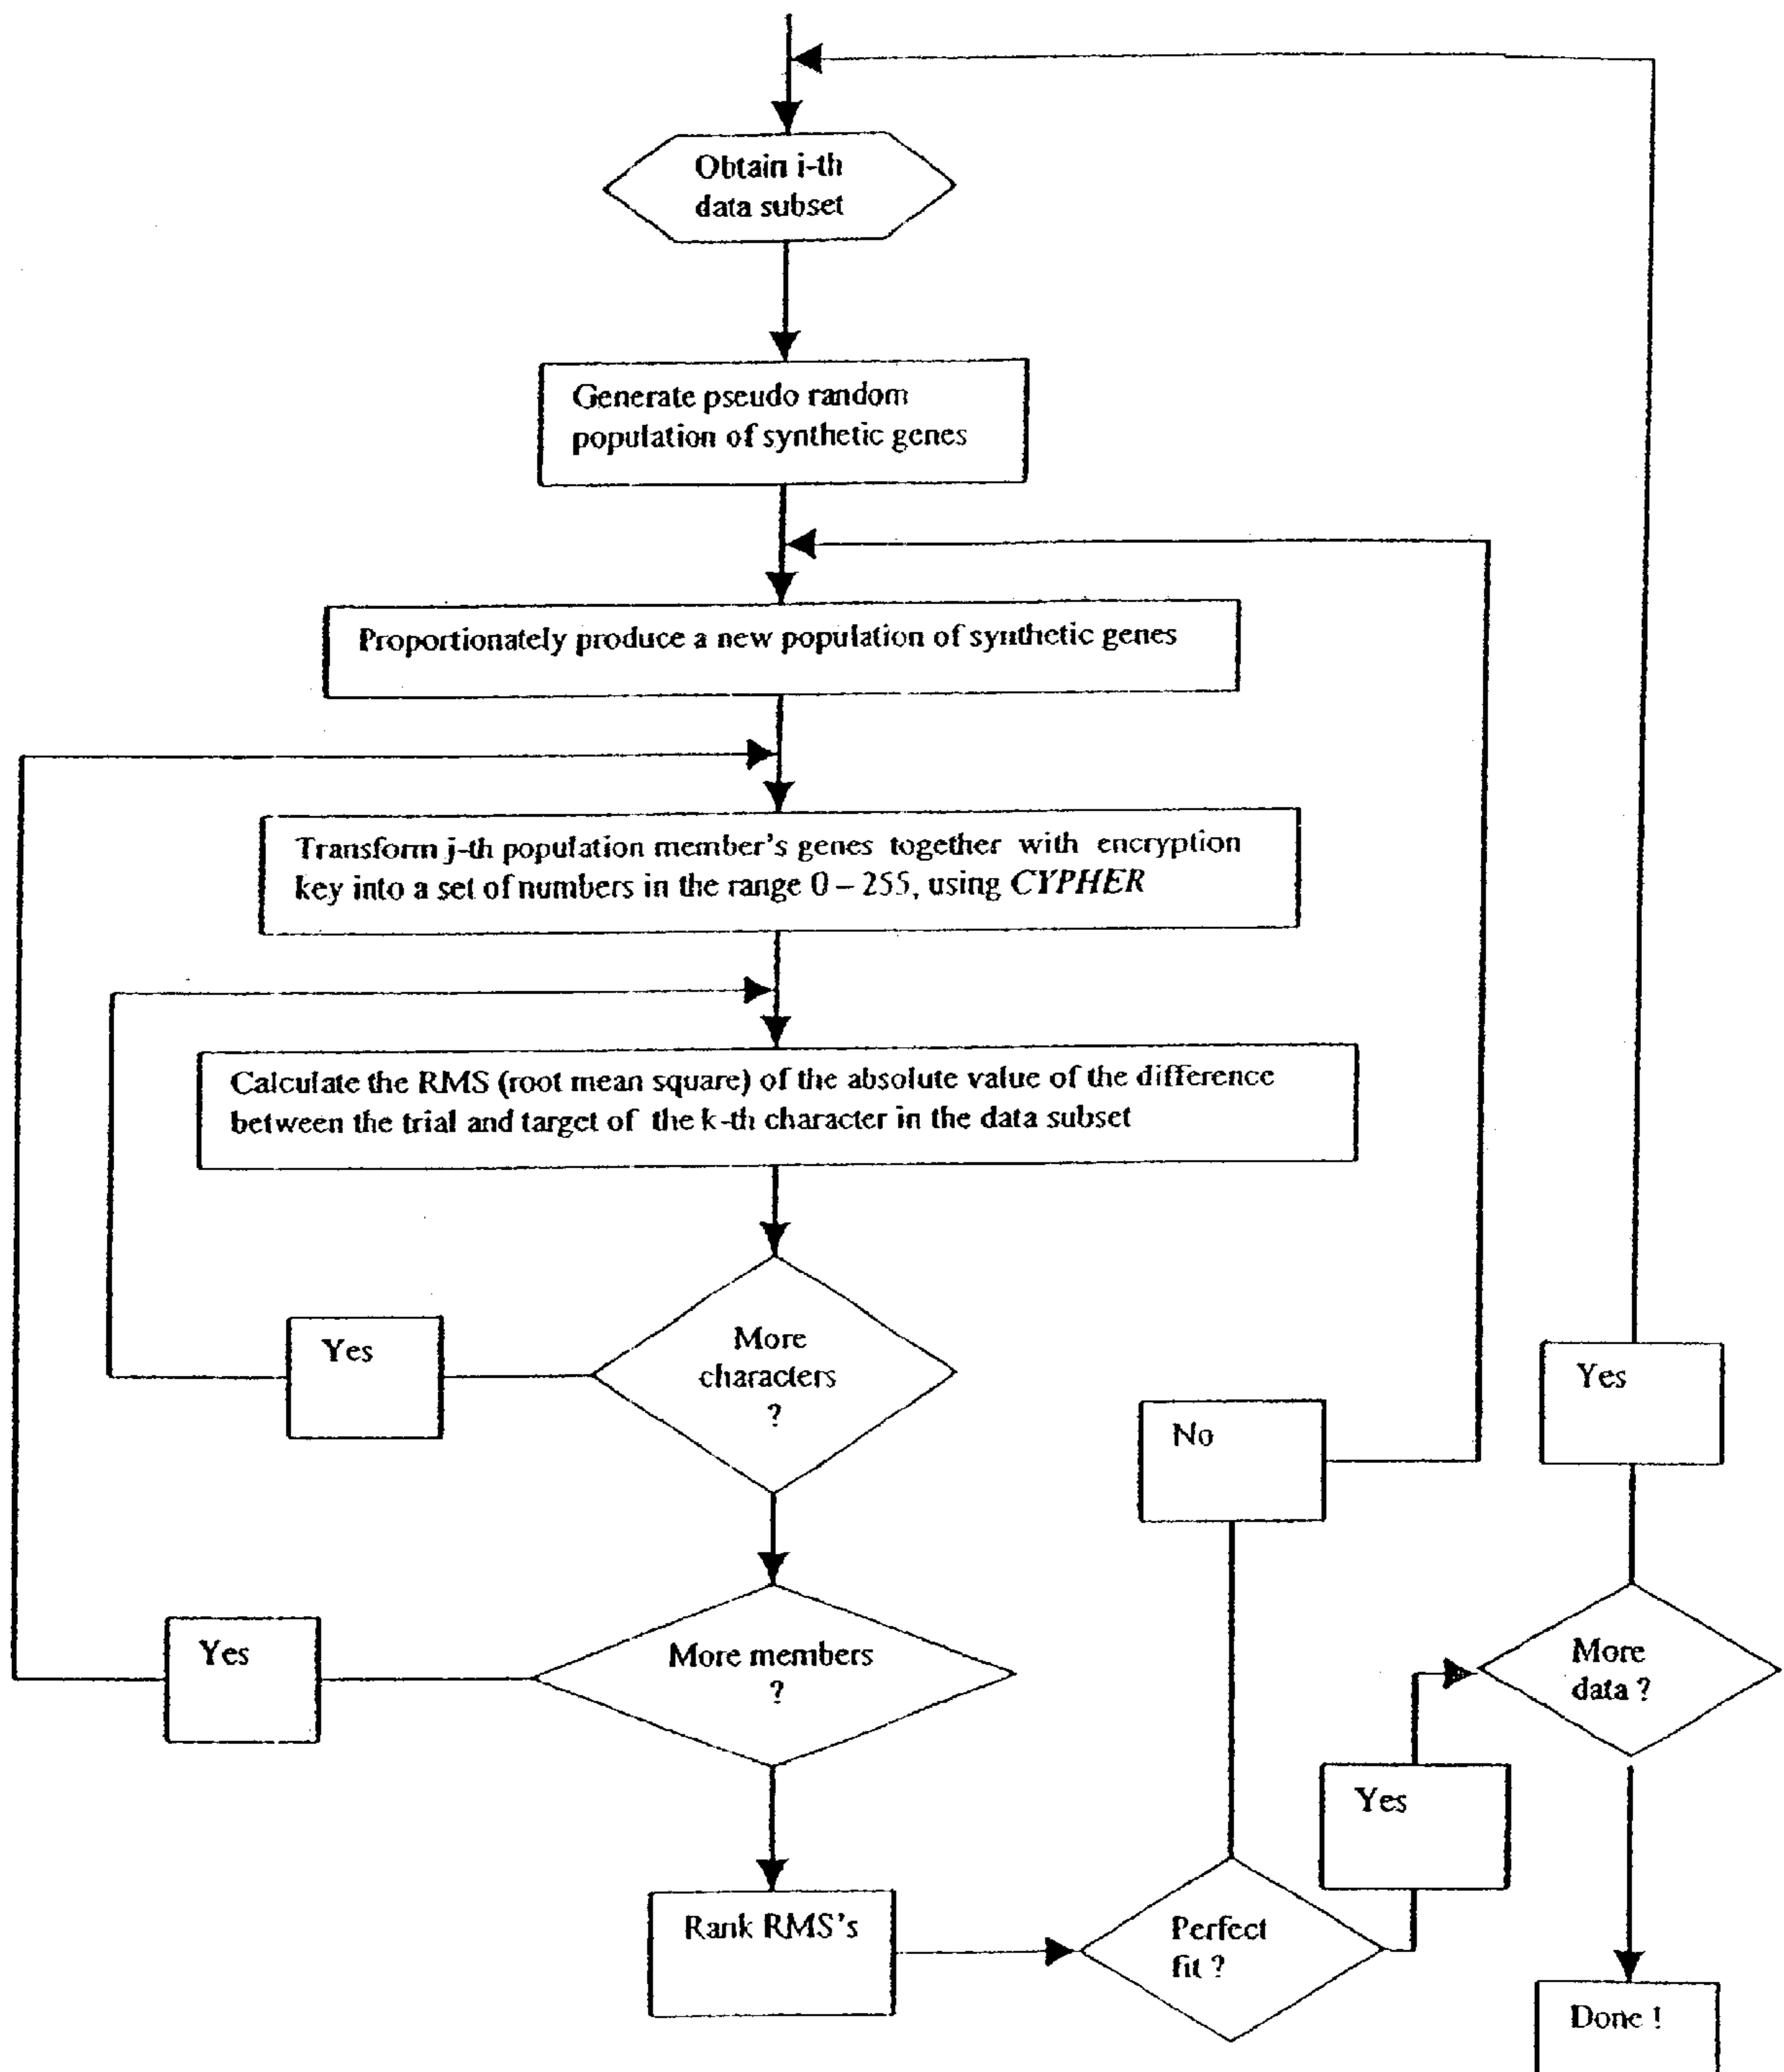 Obtain i-th
data subset
Generate pseudo random
population of synthetic genes
Proportionately produce a new population of synthetic genes
Transform j-th population member's genes together with encryption
key into a set of numbers in the range 0 – 255, using CYPHER
Calculate the RMS (root mean square) of the absolute value of the difference
between the trial and target of the k-th character in the data subset
More
characters
?
Yes
No
Yes
More members
?
Yes
More
data ?
Yes
Rank RMS's
Perfect
fit ?
Done !